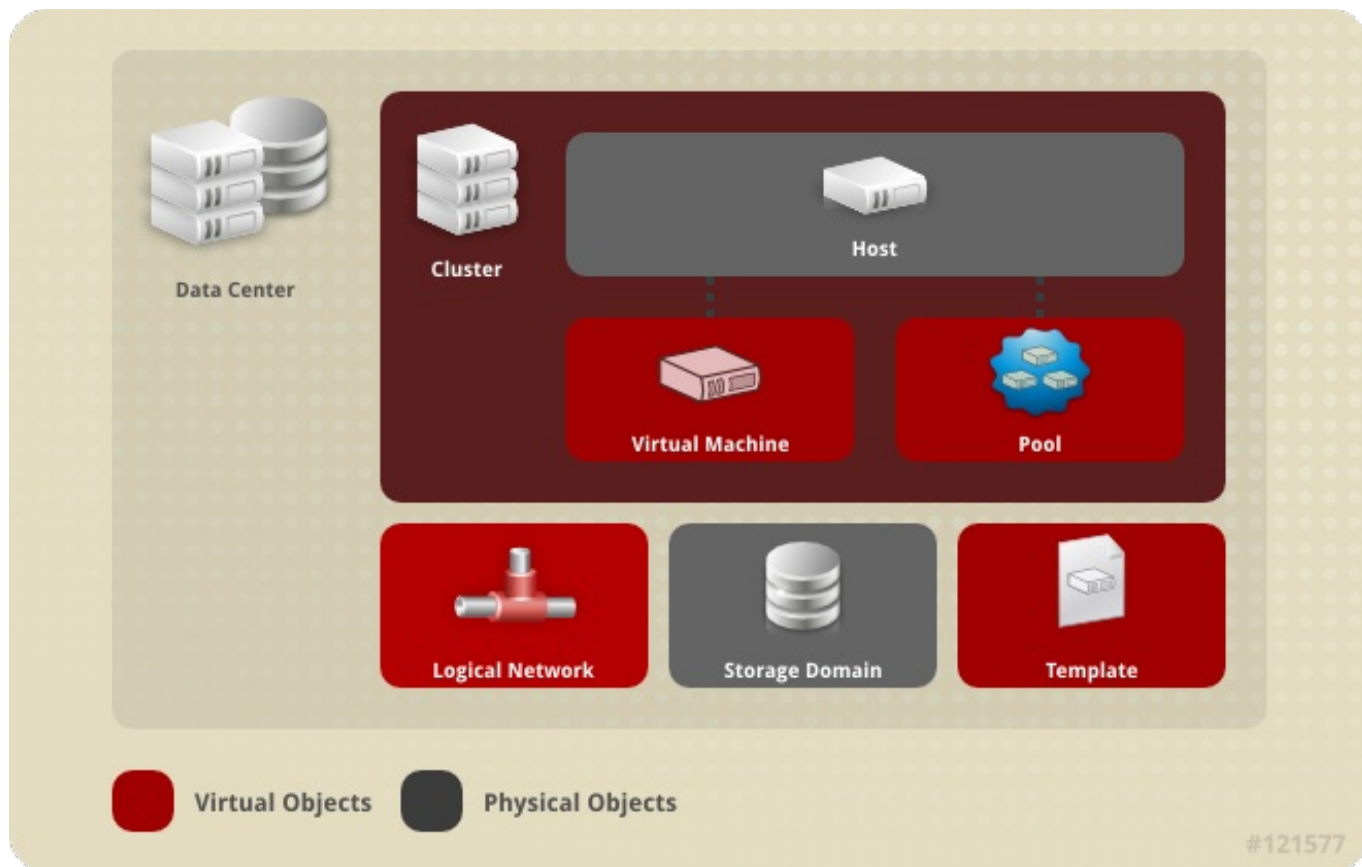 Data Center
Cluster
Host
Virtual Machine
Pool
Logical Network
Storage Domain
Template
Virtual Objects
Physical Objects
#121577